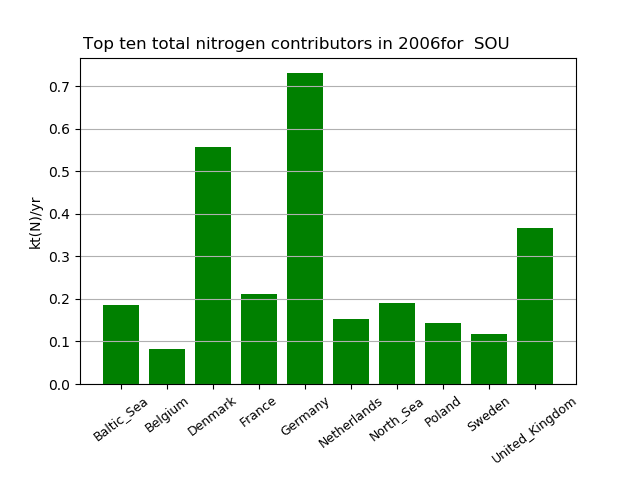 Top ten total nitrogen contributors in 2006for  SOU
kt(N)/yr
0.7
0.6
0.5
0.4
0.3
0.2
0.1
0.0
Baltic_Sea
Belgium
Denmark
France
Germany
Netherlands
North_Sea
Poland
Sweden
United_Kingdom